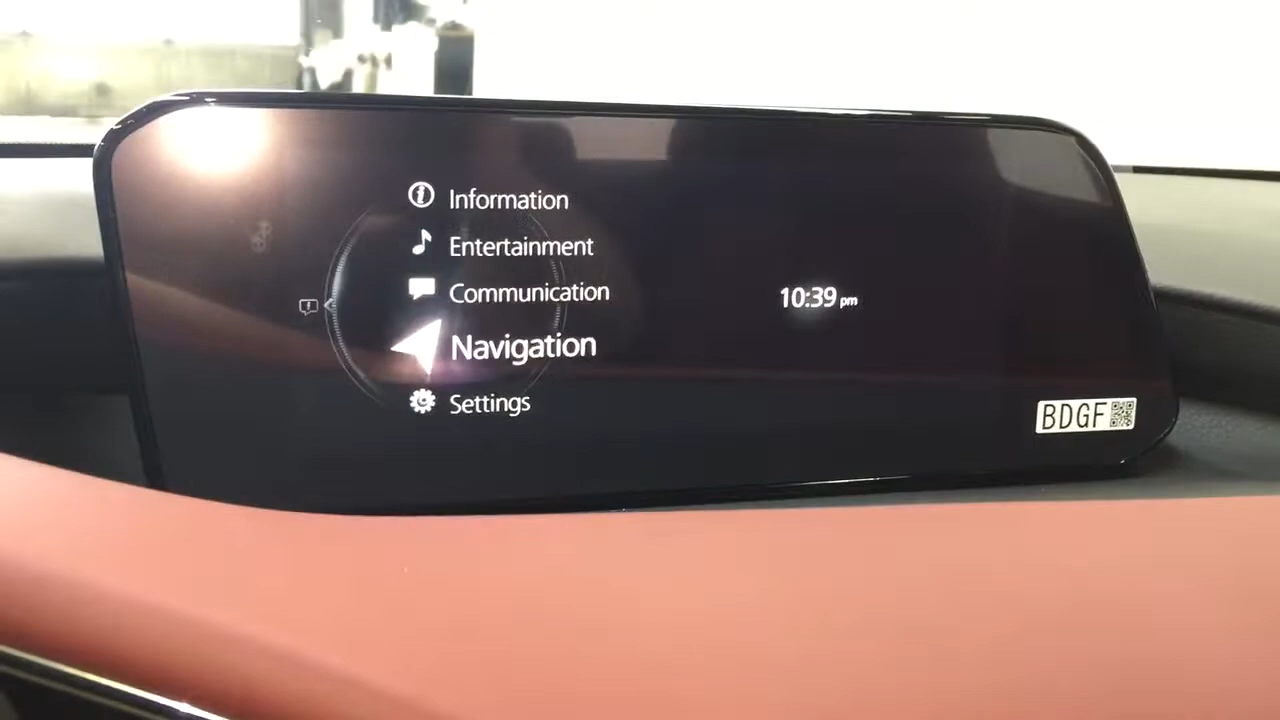 Information
Entertainment
Communication
Navigation
Settings
10:39 pm
BDGF